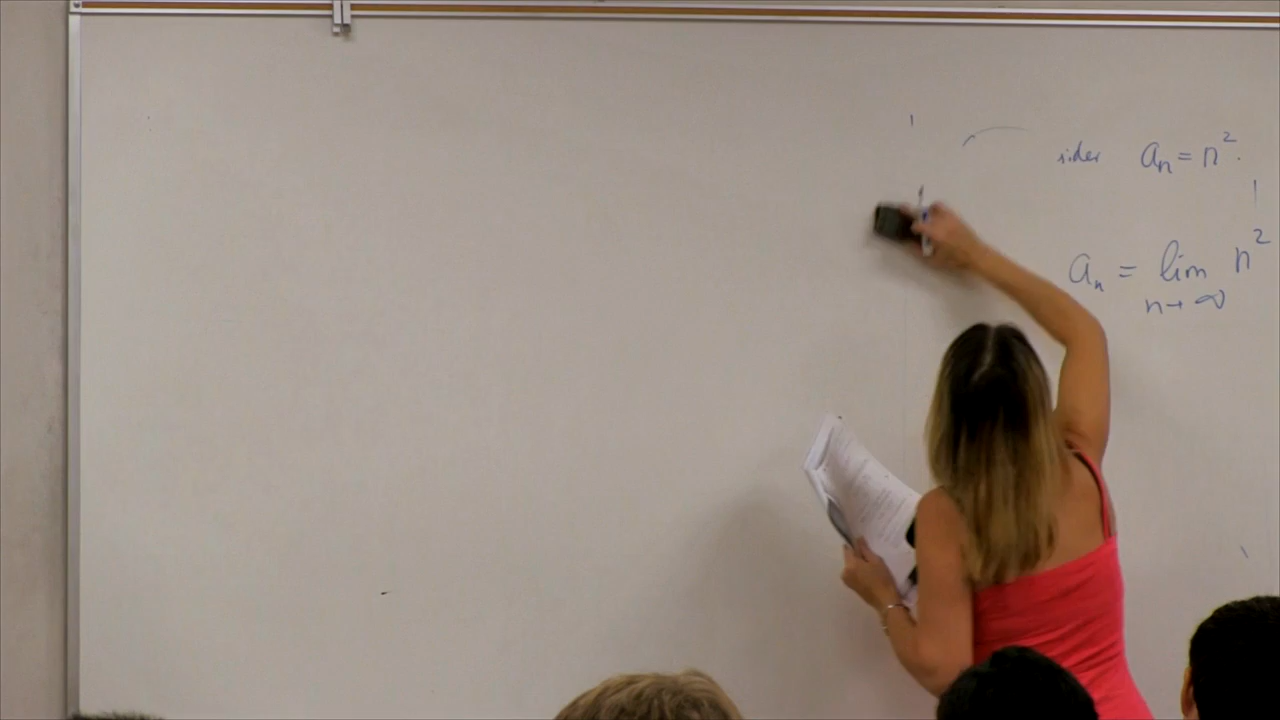 sider aₙ = n².
aₙ = lim n²
n→∞